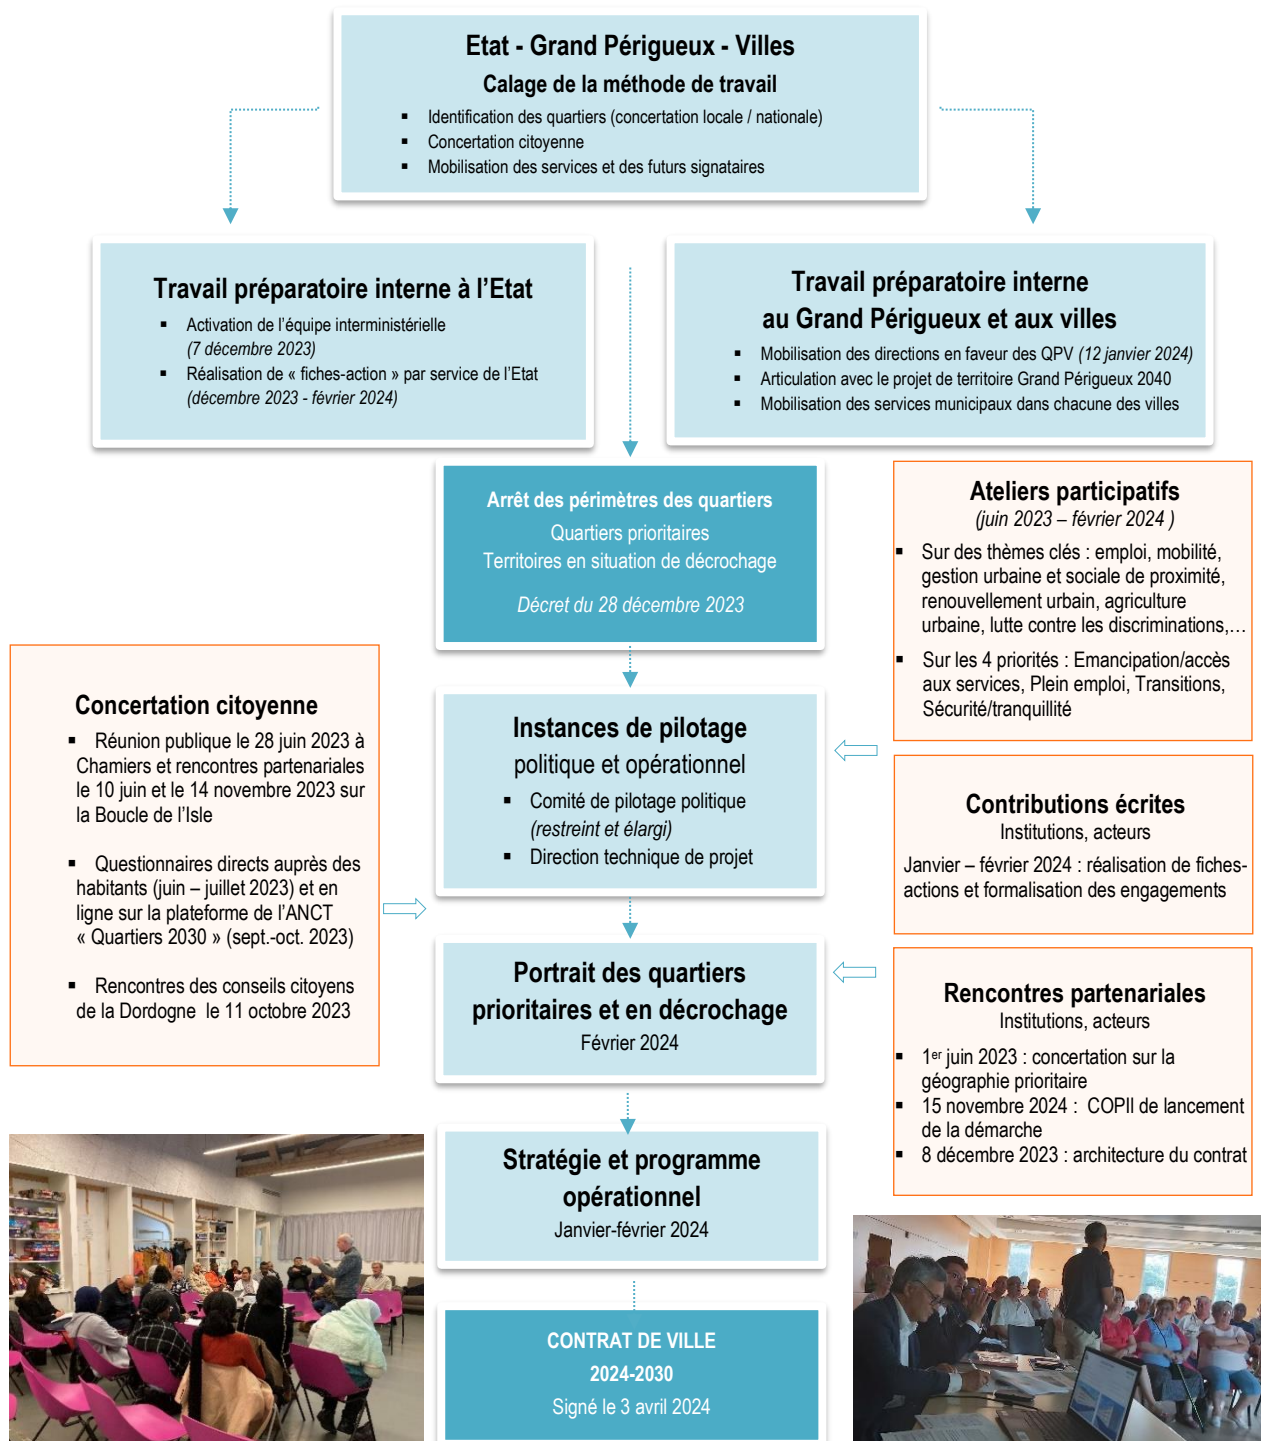 Etat - Grand Périgueux - Villes
Calage de la méthode de travail
▪ Identification des quartiers (concertation locale / nationale)
▪ Concertation citoyenne
▪ Mobilisation des services et des futurs signataires
Travail préparatoire interne à l’Etat
▪ Activation de l’équipe interministérielle
(7 décembre 2023)
▪ Réalisation de « fiches-action » par service de l’Etat
(décembre 2023 - février 2024)
Travail préparatoire interne
au Grand Périgueux et aux villes
▪ Mobilisation des directions en faveur des QPV (12 janvier 2024)
▪ Articulation avec le projet de territoire Grand Périgueux 2040
▪ Mobilisation des services municipaux dans chacune des villes
Arrêt des périmètres des quartiers
Quartiers prioritaires
Territoires en situation de décrochage
Décret du 28 décembre 2023
Ateliers participatifs
(juin 2023 – février 2024 )
▪ Sur des thèmes clés : emploi, mobilité,
gestion urbaine et sociale de proximité,
renouvellement urbain, agriculture
urbaine, lutte contre les discriminations,…
▪ Sur les 4 priorités : Emancipation/accès
aux services, Plein emploi, Transitions,
Sécurité/tranquillité
Concertation citoyenne
▪ Réunion publique le 28 juin 2023 à
Chamiers et rencontres partenariales
le 10 juin et le 14 novembre 2023 sur
la Boucle de l’Isle
▪ Questionnaires directs auprès des
habitants (juin – juillet 2023) et en
ligne sur la plateforme de l’ANCT
« Quartiers 2030 » (sept.-oct. 2023)
▪ Rencontres des conseils citoyens
de la Dordogne le 11 octobre 2023
Instances de pilotage
politique et opérationnel
▪ Comité de pilotage politique
(restreint et élargi)
▪ Direction technique de projet
Contributions écrites
Institutions, acteurs
Janvier – février 2024 : réalisation de fiches-
actions et formalisation des engagements
Portrait des quartiers
prioritaires et en décrochage
Février 2024
Rencontres partenariales
Institutions, acteurs
▪ 1er juin 2023 : concertation sur la
géographie prioritaire
▪ 15 novembre 2024 : COPIl de lancement
de la démarche
▪ 8 décembre 2023 : architecture du contrat
Stratégie et programme
opérationnel
Janvier-février 2024
CONTRAT DE VILLE
2024-2030
Signé le 3 avril 2024